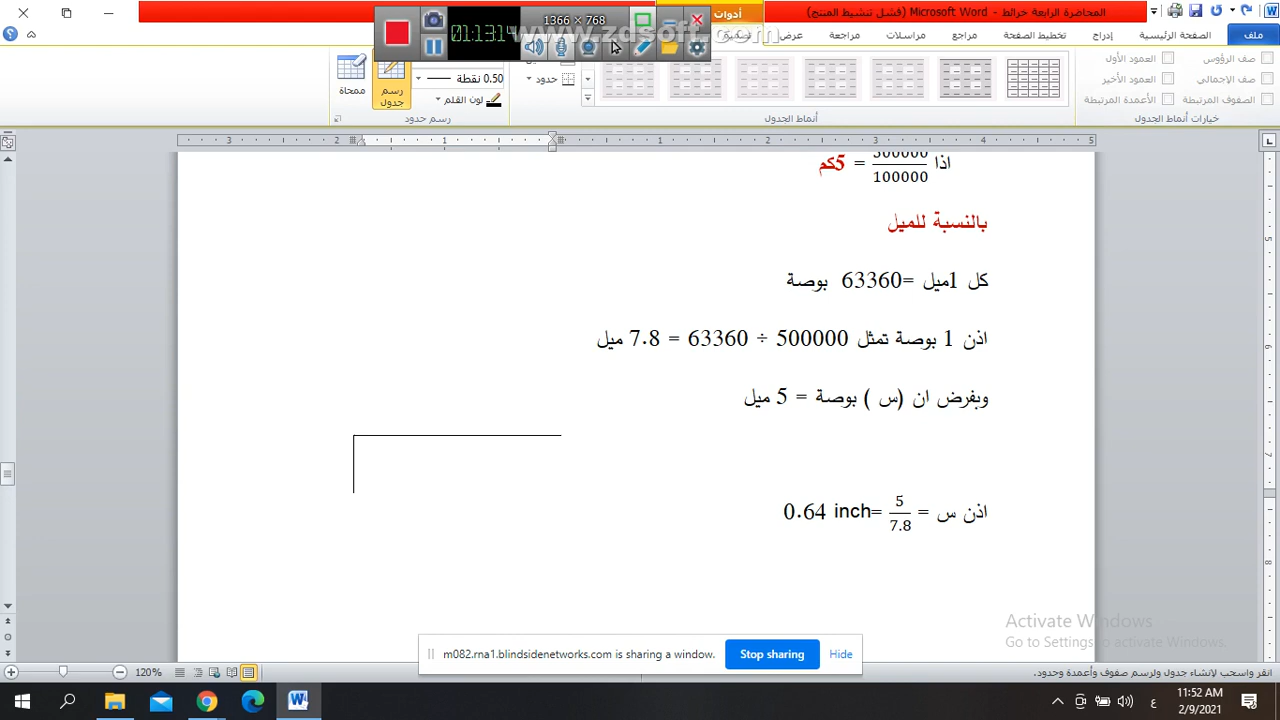 المحاضرة الرابعة خرائط - Microsoft Word (فشل تنشيط المنتج)
أدوات
1366 × 768
www.zdsoft.com
ملف
الصفحة الرئيسية
إدراج
تخطيط الصفحة
مراجع
مراسلات
مراجعة
عرض
صف الرؤوس
العمود الأول
صف الإجمالي
العمود الأخير
الصفوف المرتبطة
الأعمدة المرتبطة
خيارات أنماط الجدول
أنماط الجدول
حدود
0.50 نقطة
لون القلم
رسم جدول
ممحاة
رسم حدود
اذا 500000/100000 = 5كم
بالنسبة للميل
كل 1ميل =63360 بوصة
اذن 1 بوصة تمثل 500000 ÷ 63360 = 7.8 ميل
وبفرض ان (س ) بوصة = 5 ميل
اذن س = 5/7.8 =0.64 inch
Activate Windows
Go to Settings to activate Windows.
m082.rna1.blindsidenetworks.com is sharing a window.
Stop sharing
Hide
120%
انقر واسحب لإنشاء جدول ولرسم صفوف وأعمدة وحدود.
11:52 AM
2/9/2021